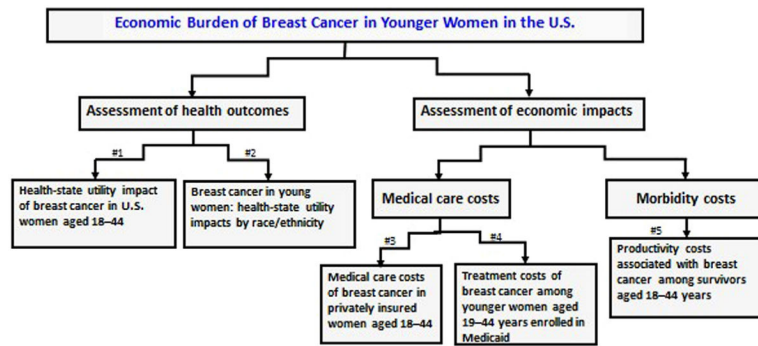 Economic Burden of Breast Cancer in Younger Women in the U.S.
Assessment of health outcomes
Assessment of economic impacts
#1
#2
Health-state utility impact
of breast cancer in U.S.
women aged 18–44
Breast cancer in young
women: health-state utility
impacts by race/ethnicity
Medical care costs
Morbidity costs
#3
#4
#5
Medical care costs
of breast cancer in
privately insured
women aged 18–44
Treatment costs of
breast cancer among
younger women aged
19–44 years enrolled in
Medicaid
Productivity costs
associated with breast
cancer among survivors
aged 18–44 years